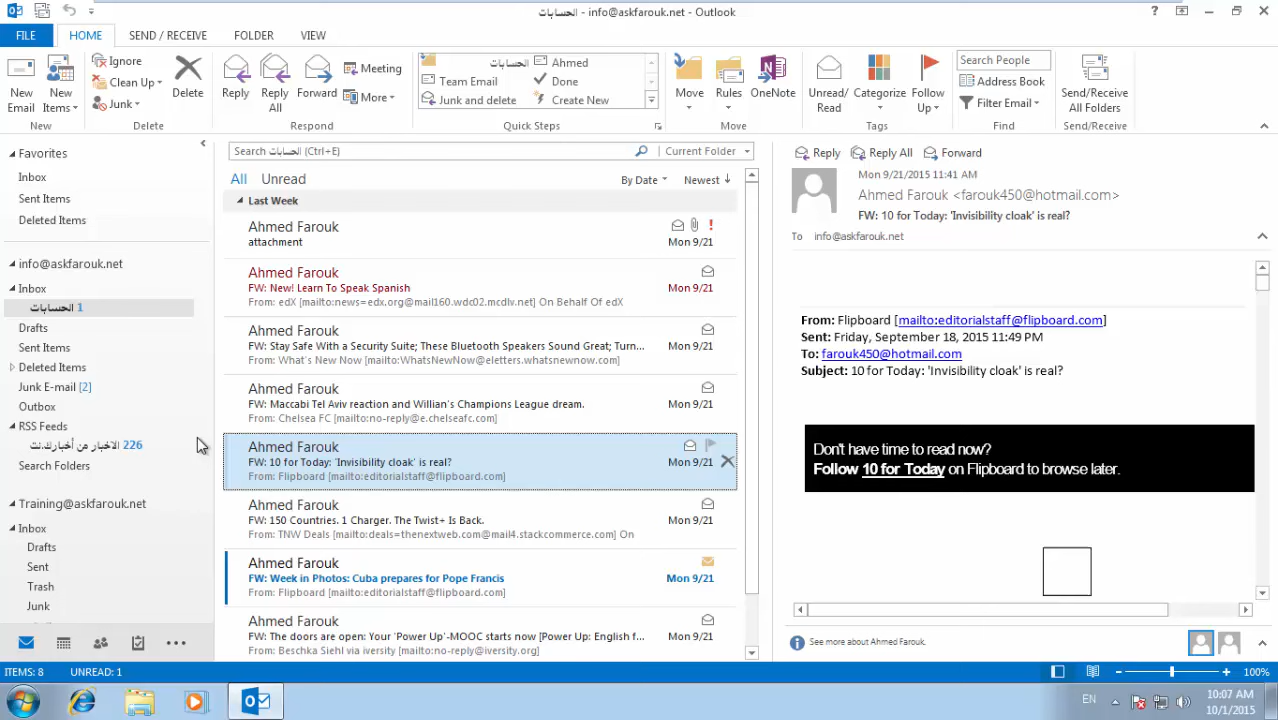 الحسابات - info@askfarouk.net - Outlook
FILE HOME SEND / RECEIVE FOLDER VIEW
New Email
New Items
Ignore
Clean Up
Junk
Delete
Reply
Reply All
Forward
Meeting
More
الحسابات
Team Email
Junk and delete
Ahmed
Done
Create New
Move
Rules
OneNote
Unread/ Read
Categorize
Follow Up
Search People
Address Book
Filter Email
Send/Receive All Folders
New Delete Respond Quick Steps Move Tags Find Send/Receive
Favorites
Inbox
Sent Items
Deleted Items
info@askfarouk.net
Inbox
الحسابات 1
Drafts
Sent Items
Deleted Items
Junk E-mail [2]
Outbox
RSS Feeds
الاخبار من أخبارك.نت 226
Search Folders
Training@askfarouk.net
Inbox
Drafts
Sent
Trash
Junk
Search الحسابات (Ctrl+E)
Current Folder
All Unread
By Date Newest
Last Week
Ahmed Farouk
attachment Mon 9/21
Ahmed Farouk
FW: New! Learn To Speak Spanish Mon 9/21
From: edX [mailto:news=edx.org@mail160.wdc02.mcdlv.net] On Behalf Of edX
Ahmed Farouk
FW: Stay $afe With a Security Suite; These Bluetooth Speakers Sound Great; Turn... Mon 9/21
From: What's New Now [mailto:WhatsNewNow@eletters.whatsnewnow.com]
Ahmed Farouk
FW: Maccabi Tel Aviv reaction and Willian's Champions League dream. Mon 9/21
From: Chelsea FC [mailto:no-reply@e.chelseafc.com]
Ahmed Farouk
FW: 10 for Today: 'Invisibility cloak' is real? Mon 9/21
From: Flipboard [mailto:editorialstaff@flipboard.com]
Ahmed Farouk
FW: 150 Countries. 1 Charger. The Twist+ Is Back. Mon 9/21
From: TNW Deals [mailto:deals=thenextweb.com@mail4.stackcommerce.com] On
Ahmed Farouk
FW: Week in Photos: Cuba prepares for Pope Francis Mon 9/21
From: Flipboard [mailto:editorialstaff@flipboard.com]
Ahmed Farouk
FW: The doors are open: Your 'Power Up'-MOOC starts now [Power Up: English f... Mon 9/21
From: Beschka Siehl via iversity [mailto:no-reply@iversity.org]
Reply Reply All Forward
Mon 9/21/2015 11:41 AM
Ahmed Farouk <farouk450@hotmail.com>
FW: 10 for Today: 'Invisibility cloak' is real?
To info@askfarouk.net
From: Flipboard [mailto:editorialstaff@flipboard.com]
Sent: Friday, September 18, 2015 11:49 PM
To: farouk450@hotmail.com
Subject: 10 for Today: 'Invisibility cloak' is real?
Don't have time to read now?
Follow 10 for Today on Flipboard to browse later.
See more about Ahmed Farouk.
ITEMS: 8 UNREAD: 1
100%
EN
10:07 AM
10/1/2015